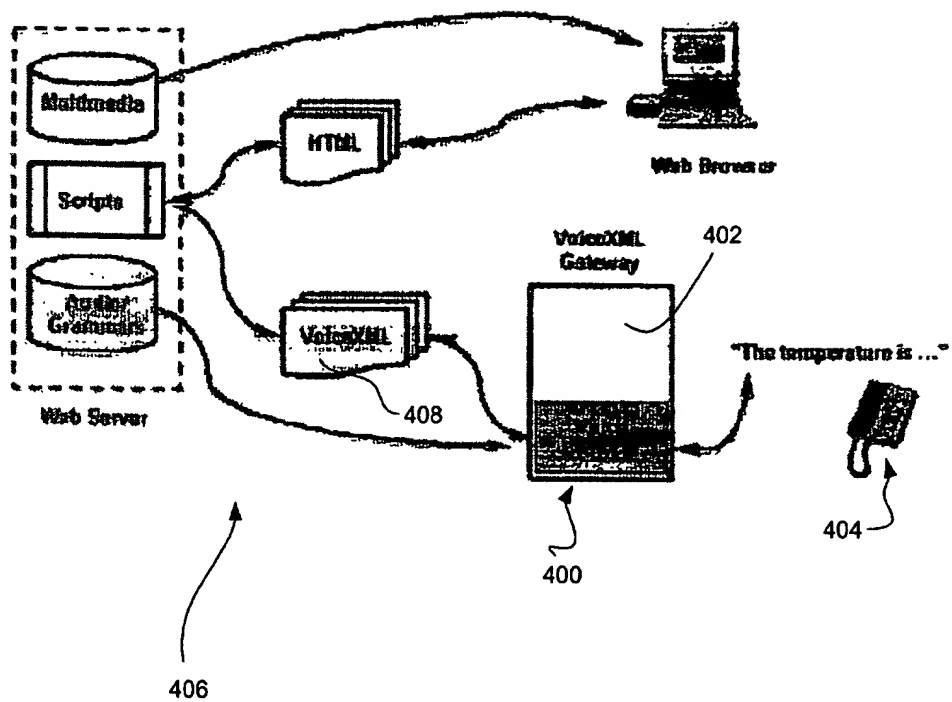 Multimedia
Scripts
Audio/
Grammars
Web Server
HTML
VoiceXML
408
Web Browser
VoiceXML
Gateway
402
400
"The temperature is ..."
404
406